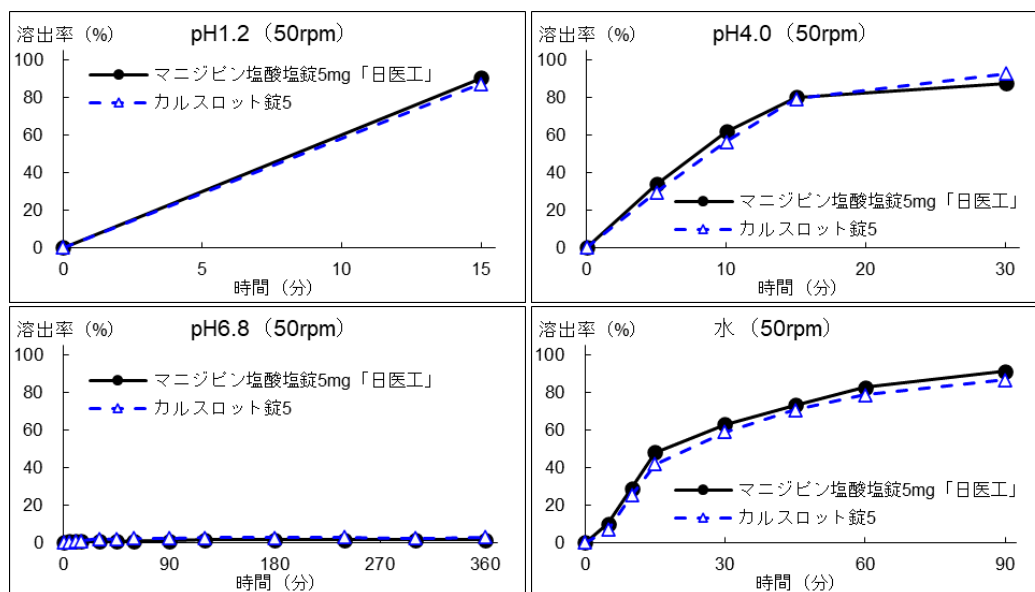 溶出率（%）
pH1.2（50rpm）
100
80
60
40
20
0
マニジピン塩酸塩錠5mg「日医工」
カルスロット錠5
0 5 10 15
時間（分）
溶出率（%）
pH4.0（50rpm）
100
80
60
40
20
0
マニジピン塩酸塩錠5mg「日医工」
カルスロット錠5
0 10 20 30
時間（分）
溶出率（%）
pH6.8（50rpm）
100
80
60
40
20
0
マニジピン塩酸塩錠5mg「日医工」
カルスロット錠5
0 90 180 270 360
時間（分）
溶出率（%）
水（50rpm）
100
80
60
40
20
0
マニジピン塩酸塩錠5mg「日医工」
カルスロット錠5
0 30 60 90
時間（分）